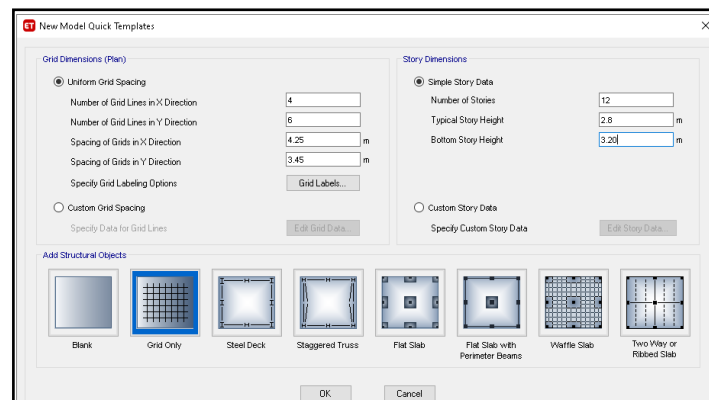 ET New Model Quick Templates
Grid Dimensions (Plan)
Uniform Grid Spacing
Number of Grid Lines in X Direction 4
Number of Grid Lines in Y Direction 6
Spacing of Grids in X Direction 4.25 m
Spacing of Grids in Y Direction 3.45 m
Specify Grid Labeling Options Grid Labels...
Custom Grid Spacing
Specify Data for Grid Lines Edit Grid Data...
Story Dimensions
Simple Story Data
Number of Stories 12
Typical Story Height 2.8 m
Bottom Story Height 3.20 m
Custom Story Data
Specify Custom Story Data Edit Story Data...
Add Structural Objects
Blank
Grid Only
Steel Deck
Staggered Truss
Flat Slab
Flat Slab with
Perimeter Beams
Waffle Slab
Two Way or
Ribbed Slab
OK Cancel